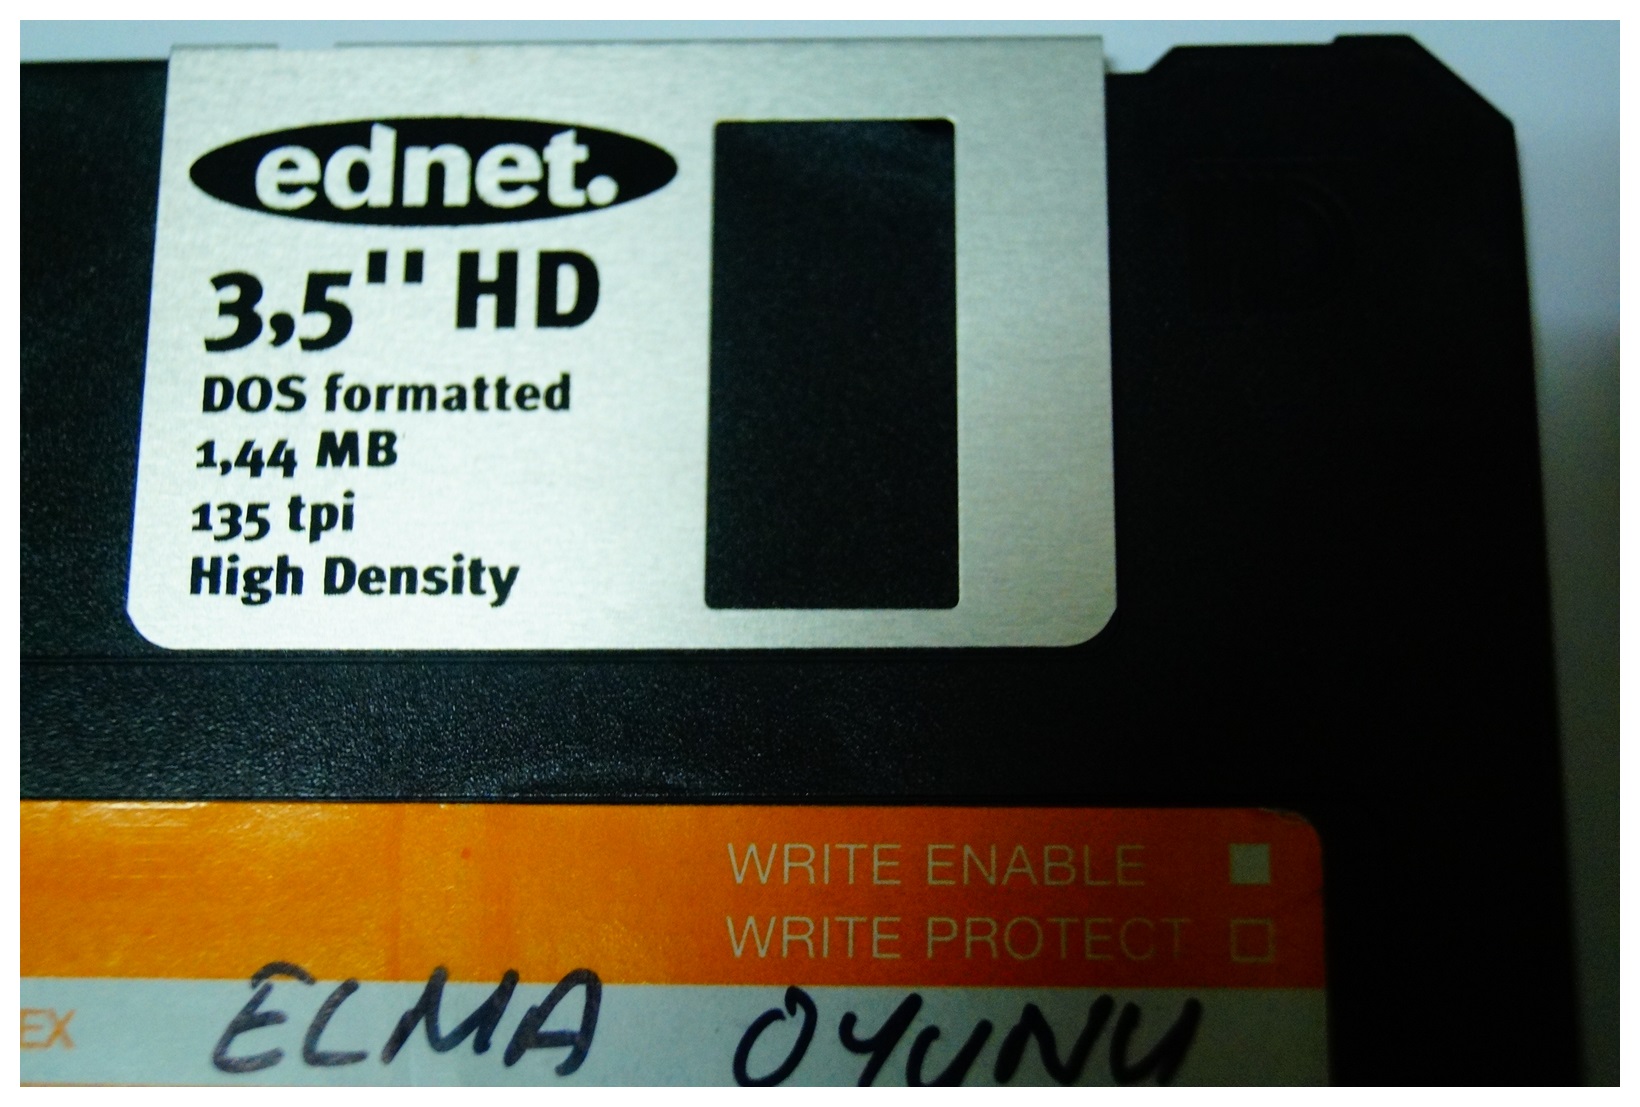 ednet.
3,5" HD
DOS formatted
1,44 MB
135 tpi
High Density
WRITE ENABLE
WRITE PROTECT
EX
ELMA OYUNU